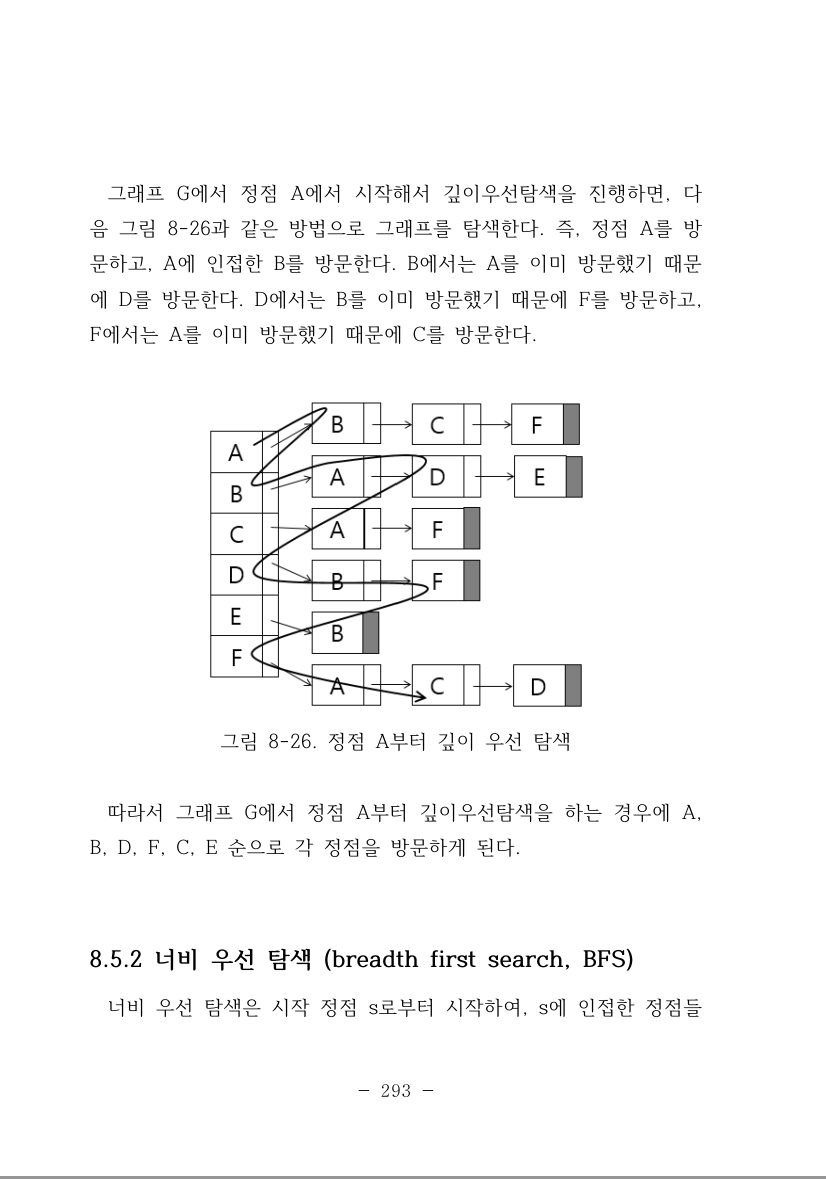 그래프 G에서 정점 A에서 시작해서 깊이우선탐색을 진행하면, 다
음 그림 8-26과 같은 방법으로 그래프를 탐색한다. 즉, 정점 A를 방
문하고, A에 인접한 B를 방문한다. B에서는 A를 이미 방문했기 때문
에 D를 방문한다. D에서는 B를 이미 방문했기 때문에 F를 방문하고,
F에서는 A를 이미 방문했기 때문에 C를 방문한다.
A B C F
B A D E
C A F
D B F
E B
F A C D
그림 8-26. 정점 A부터 깊이 우선 탐색
따라서 그래프 G에서 정점 A부터 깊이우선탐색을 하는 경우에 A,
B, D, F, C, E 순으로 각 정점을 방문하게 된다.
8.5.2 너비 우선 탐색 (breadth first search, BFS)
너비 우선 탐색은 시작 정점 s로부터 시작하여, s에 인접한 정점들
- 293 -